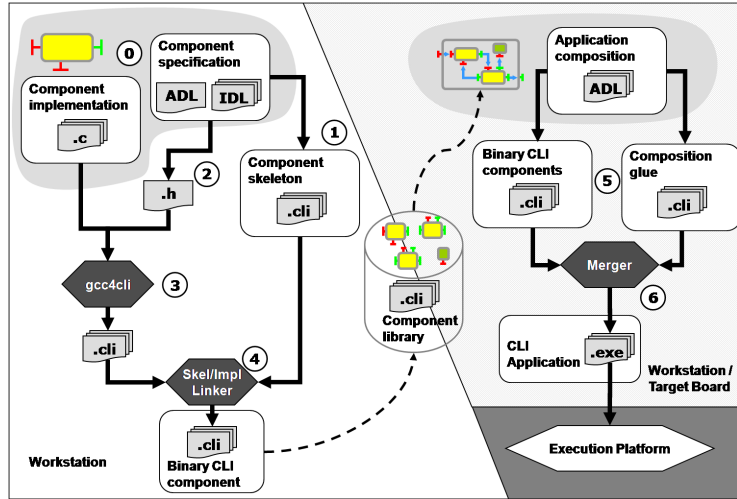 0
Component
specification
ADL
IDL
Component
implementation
.c
1
2
.h
Component
skeleton
.cli
gcc4cli
3
.cli
4
Skel/Impl
Linker
.cli
Binary CLI
component
Workstation
.cli
Component
library
Application
composition
ADL
Binary CLI
components
.cli
5
Composition
glue
.cli
Merger
6
CLI
Application
.exe
Workstation /
Target Board
Execution Platform